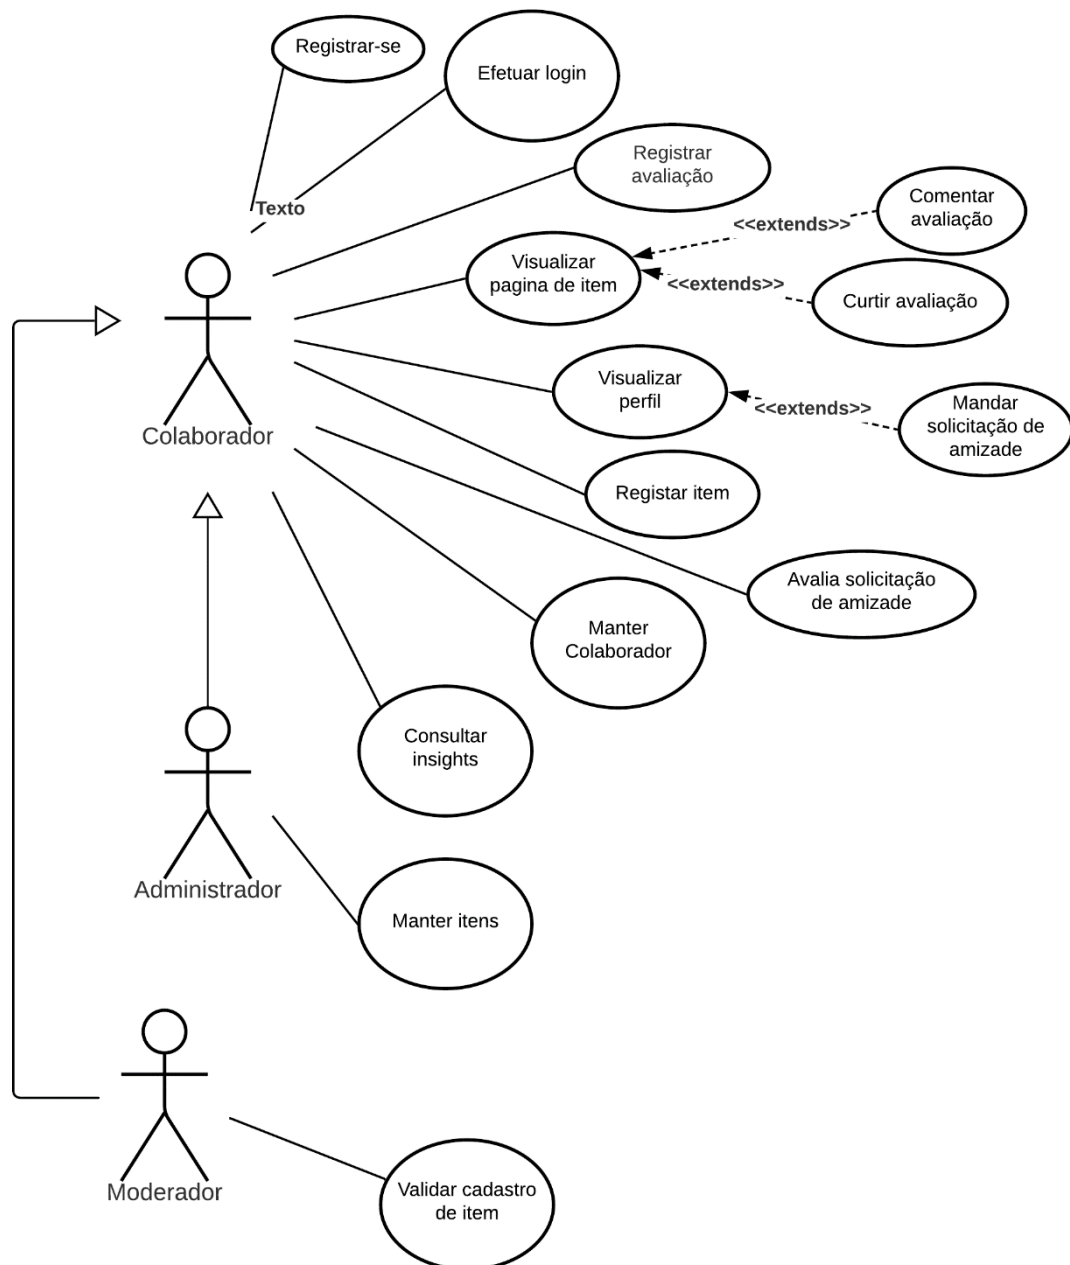 Registrar-se
Efetuar login
Registrar
avaliação
Texto
Comentar
avaliação
<<extends>>
Visualizar
pagina de item
<<extends>>
Curtir avaliação
Visualizar
perfil
<<extends>>
Mandar
solicitação de
amizade
Colaborador
Registar item
Avalia solicitação
de amizade
Manter
Colaborador
Consultar
insights
Administrador
Manter itens
Moderador
Validar cadastro
de item